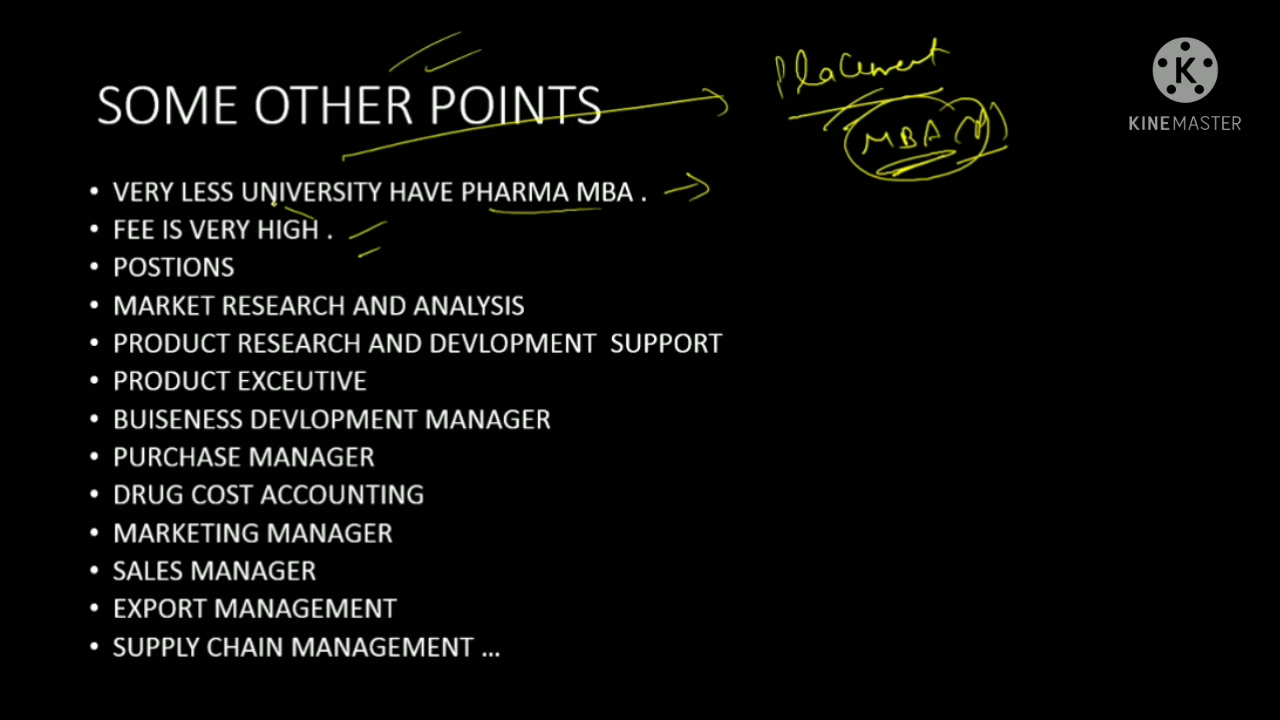 Placement
MBA (P)
KINEMASTER
SOME OTHER POINTS
• VERY LESS UNIVERSITY HAVE PHARMA MBA .
• FEE IS VERY HIGH .
• POSTIONS
• MARKET RESEARCH AND ANALYSIS
• PRODUCT RESEARCH AND DEVLOPMENT SUPPORT
• PRODUCT EXCEUTIVE
• BUISENESS DEVLOPMENT MANAGER
• PURCHASE MANAGER
• DRUG COST ACCOUNTING
• MARKETING MANAGER
• SALES MANAGER
• EXPORT MANAGEMENT
• SUPPLY CHAIN MANAGEMENT ...